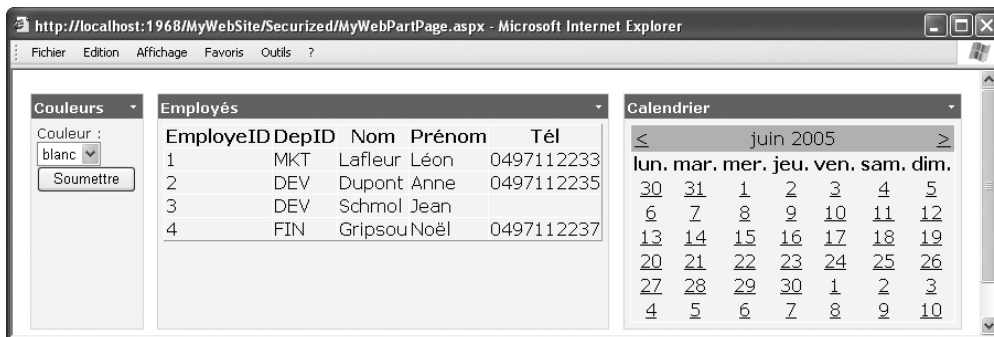 http://localhost:1968/MyWebSite/Securized/MyWebPartPage.aspx - Microsoft Internet Explorer
Fichier Edition Affichage Favoris Outils ?
Couleurs
Couleur :
blanc
Soumettre
Employés
EmployeID DepID Nom Prénom Tél
1 MKT Lafleur Léon 0497112233
2 DEV Dupont Anne 0497112235
3 DEV Schmol Jean
4 FIN Gripsou Noël 0497112237
Calendrier
< juin 2005 >
lun. mar. mer. jeu. ven. sam. dim.
30 31 1 2 3 4 5
6 7 8 9 10 11 12
13 14 15 16 17 18 19
20 21 22 23 24 25 26
27 28 29 30 1 2 3
4 5 6 7 8 9 10